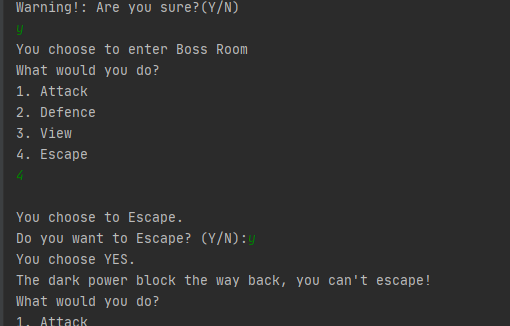 Warning!: Are you sure?(Y/N)
y
You choose to enter Boss Room
What would you do?
1. Attack
2. Defence
3. View
4. Escape
4
You choose to Escape.
Do you want to Escape? (Y/N):y
You choose YES.
The dark power block the way back, you can't escape!
What would you do?
1. Attack